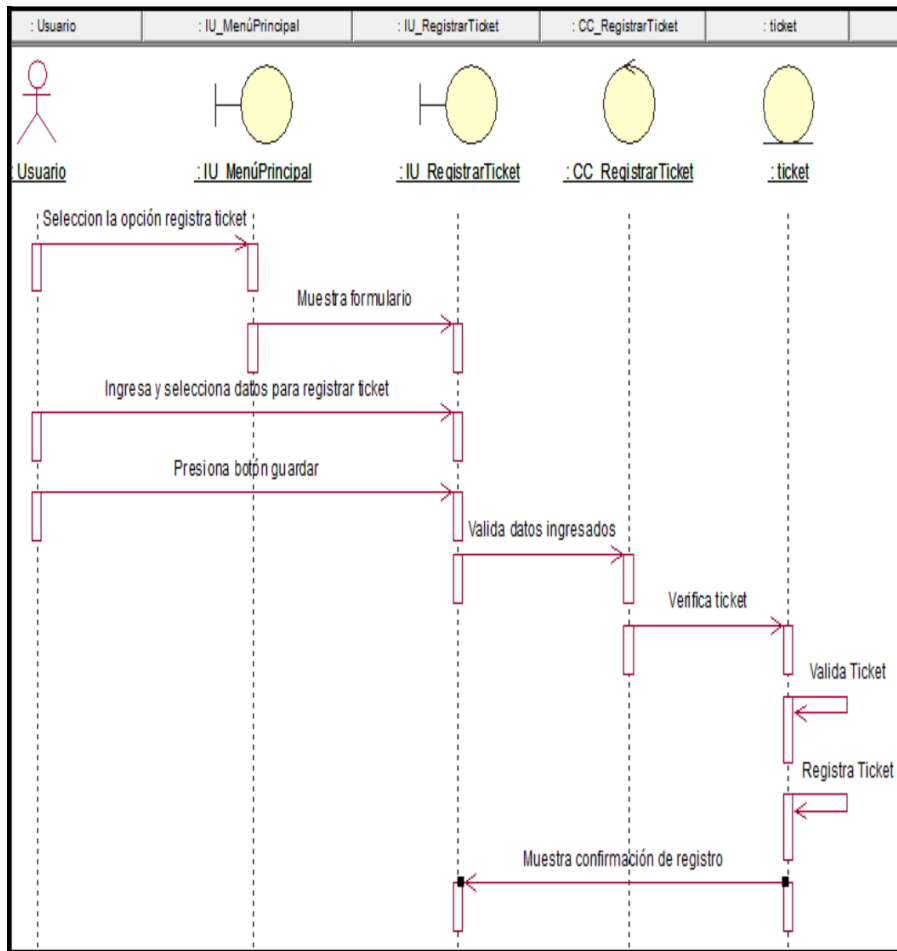 : Usuario
: IU_MenúPrincipal
: IU_RegistrarTicket
: CC_RegistrarTicket
: ticket
: Usuario
: IU_MenúPrincipal
: IU_RegistrarTicket
: CC_RegistrarTicket
: ticket
Seleccion la opción registra ticket
Muestra formulario
Ingresa y selecciona datos para registrar ticket
Presiona botón guardar
Valida datos ingresados
Verifica ticket
Valida Ticket
Registra Ticket
Muestra confirmación de registro